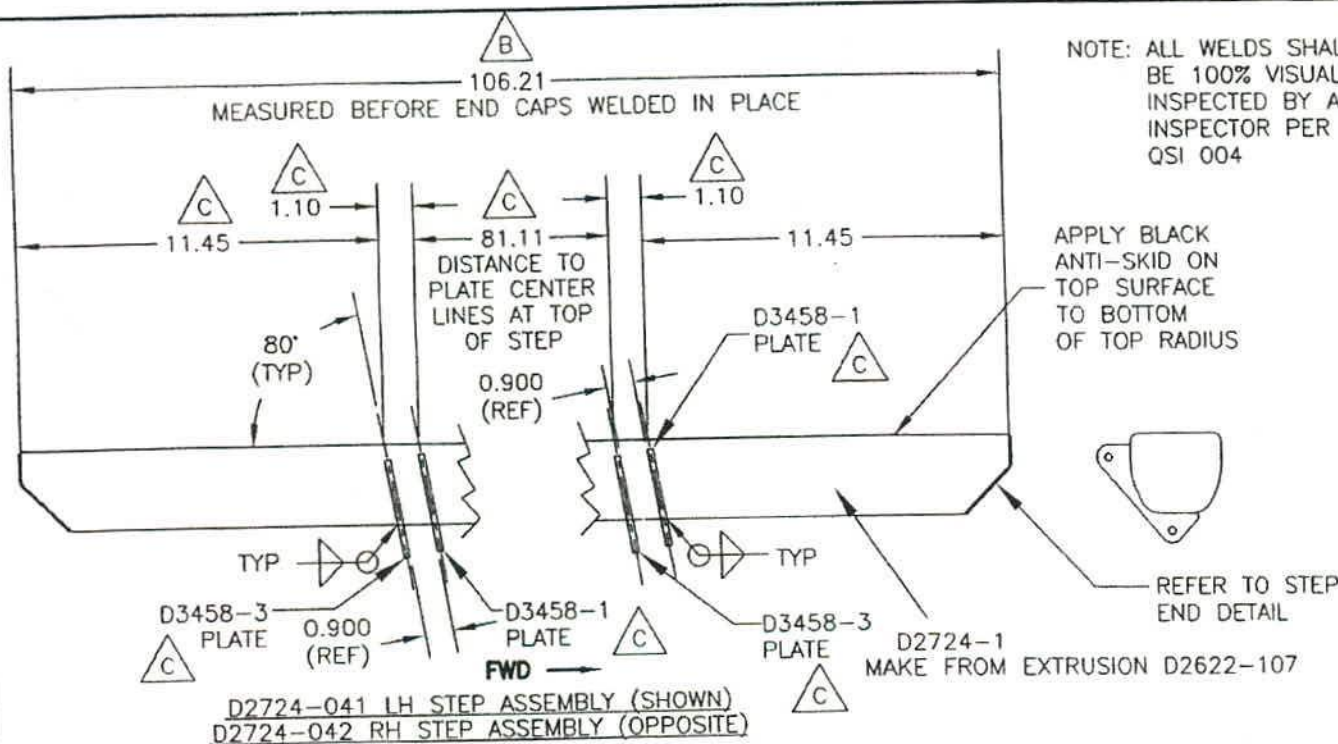 B
106.21
MEASURED BEFORE END CAPS WELDED IN PLACE
NOTE: ALL WELDS
BE 100%
INSPECTED BY
INSPECTOR PER
QSI 004
C
1.10
C
11.45
C
81.11
DISTANCE TO
PLATE CENTER
LINES AT TOP
OF STEP
C
1.10
11.45
APPLY BLACK
ANTI-SKID ON
TOP SURFACE
TO BOTTOM
OF TOP RADIUS
80°
(TYP)
0.900
(REF)
D3458-1
PLATE
C
TYP
TYP
D3458-3
PLATE
C
0.900
(REF)
D3458-1
PLATE
C
D3458-3
PLATE
C
D2724-1
MAKE FROM EXTRUSION D2622-107
REFER TO STEP
END DETAIL
FWD
D2724-041 LH STEP ASSEMBLY (SHOWN)
D2724-042 RH STEP ASSEMBLY (OPPOSITE)